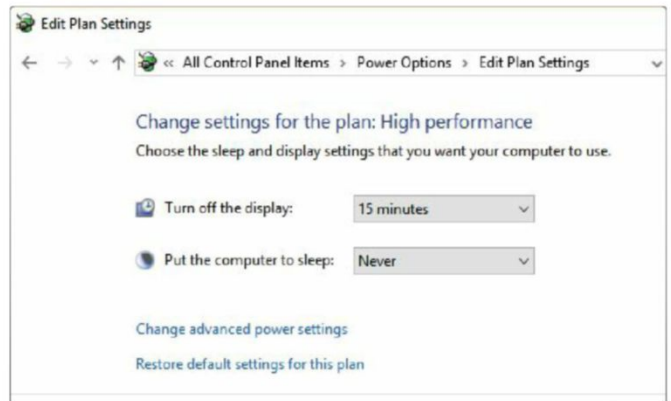 Edit Plan Settings
« All Control Panel Items > Power Options > Edit Plan Settings
Change settings for the plan: High performance
Choose the sleep and display settings that you want your computer to use.
Turn off the display: 15 minutes
Put the computer to sleep: Never
Change advanced power settings
Restore default settings for this plan